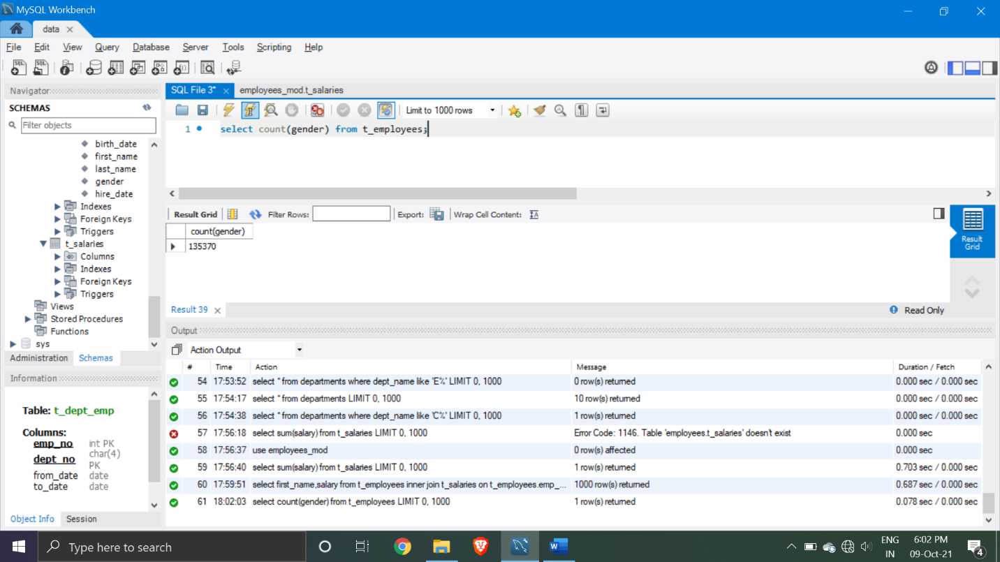 MySQL Workbench
data
File Edit View Query Database Server Tools Scripting Help
Navigator
SCHEMAS
Filter objects
birth_date
first_name
last_name
gender
hire_date
Indexes
Foreign Keys
Triggers
t_salaries
Columns
Indexes
Foreign Keys
Triggers
Views
Stored Procedures
Functions
sys
Administration Schemas
Information
Table: t_dept_emp
Columns:
emp_no int PK
dept_no char(4) PK
from_date date
to_date date
Object Info Session
SQL File 3* employees_mod.t_salaries
Limit to 1000 rows
1 select count(gender) from t_employees;
Result Grid Filter Rows: Export: Wrap Cell Content:
count(gender)
135370
Result Grid
Result 39 Read Only
Output
Action Output
# Time Action Message Duration / Fetch
54 17:53:52 select * from departments where dept_name like 'E%' LIMIT 0, 1000 0 row(s) returned 0.000 sec / 0.000 sec
55 17:54:17 select * from departments LIMIT 0, 1000 10 row(s) returned 0.000 sec / 0.000 sec
56 17:54:38 select * from departments where dept_name like 'C%' LIMIT 0, 1000 1 row(s) returned 0.000 sec / 0.000 sec
57 17:56:18 select sum(salary) from t_salaries LIMIT 0, 1000 Error Code: 1146. Table 'employees.t_salaries' doesn't exist 0.000 sec
58 17:56:37 use employees_mod 0 row(s) affected 0.000 sec
59 17:56:40 select sum(salary) from t_salaries LIMIT 0, 1000 1 row(s) returned 0.703 sec / 0.000 sec
60 17:59:51 select first_name,salary from t_employees inner join t_salaries on t_employees.emp_... 1000 row(s) returned 0.687 sec / 0.000 sec
61 18:02:03 select count(gender) from t_employees LIMIT 0, 1000 1 row(s) returned 0.078 sec / 0.000 sec
Type here to search
ENG
IN
6:02 PM
09-Oct-21
4